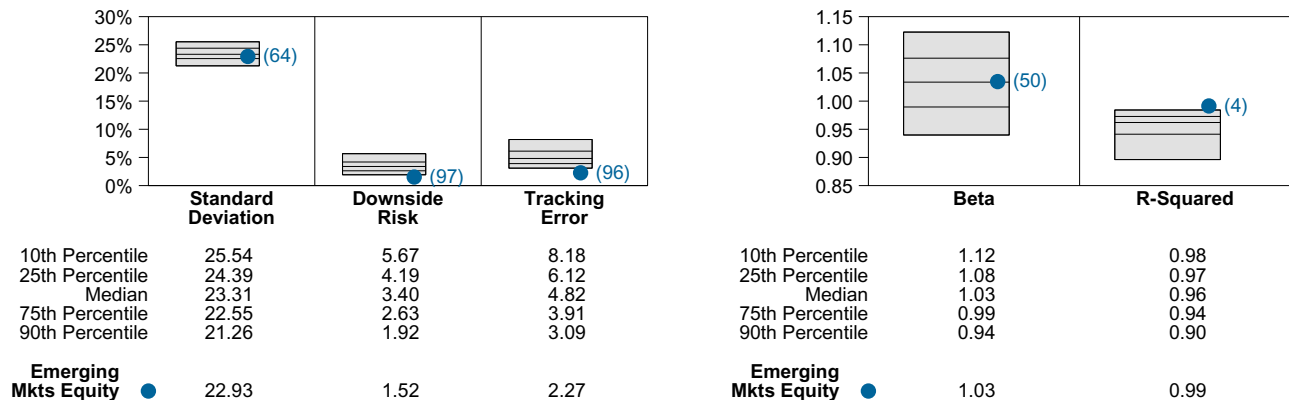 30%
25%
20%
15%
10%
5%
0%
(64)
(97)
(96)
Standard
Deviation
Downside
Risk
Tracking
Error
10th Percentile 25.54 5.67 8.18
25th Percentile 24.39 4.19 6.12
Median 23.31 3.40 4.82
75th Percentile 22.55 2.63 3.91
90th Percentile 21.26 1.92 3.09
Emerging
Mkts Equity 22.93 1.52 2.27
1.15
1.10
1.05
1.00
0.95
0.90
0.85
(50)
(4)
Beta
R-Squared
10th Percentile 1.12 0.98
25th Percentile 1.08 0.97
Median 1.03 0.96
75th Percentile 0.99 0.94
90th Percentile 0.94 0.90
Emerging
Mkts Equity 1.03 0.99